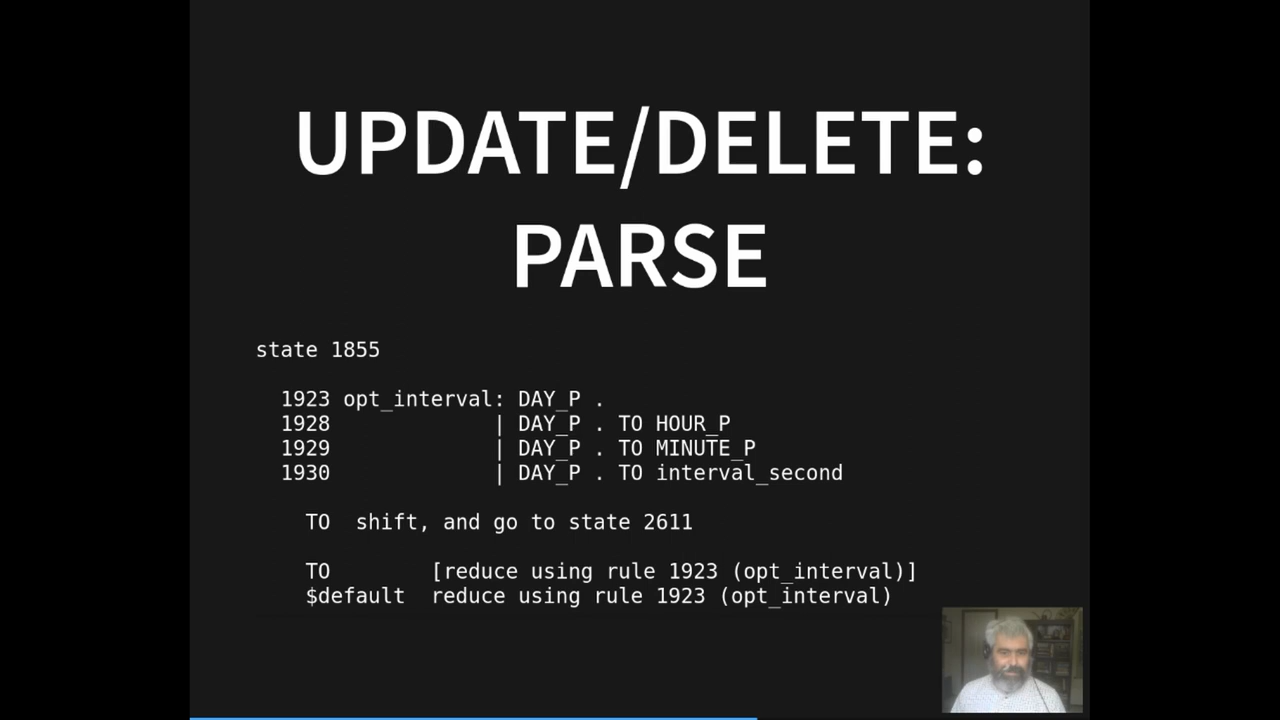 UPDATE/DELETE:
PARSE
state 1855
1923 opt_interval: DAY_P .
1928 | DAY_P . TO HOUR_P
1929 | DAY_P . TO MINUTE_P
1930 | DAY_P . TO interval_second
TO shift, and go to state 2611
TO [reduce using rule 1923 (opt_interval)]
$default reduce using rule 1923 (opt_interval)